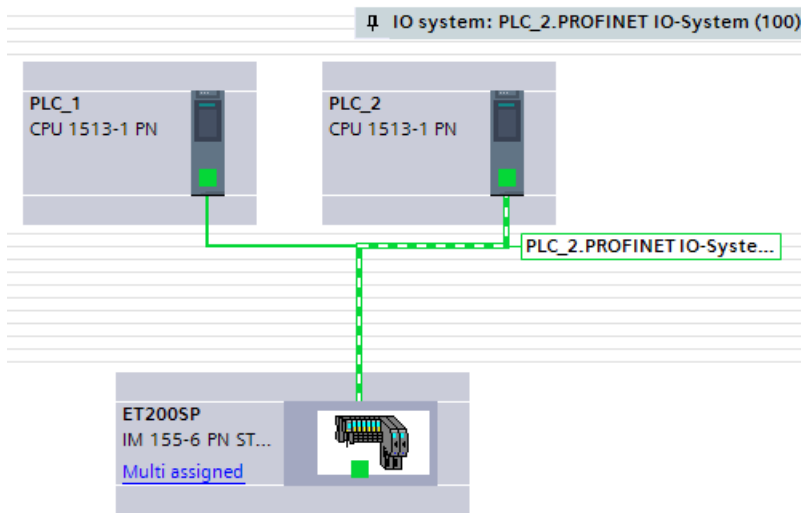 IO system: PLC_2.PROFINET IO-System (100)
PLC_1
CPU 1513-1 PN
PLC_2
CPU 1513-1 PN
PLC_2.PROFINET IO-Syste...
ET200SP
IM 155-6 PN ST...
Multi assigned